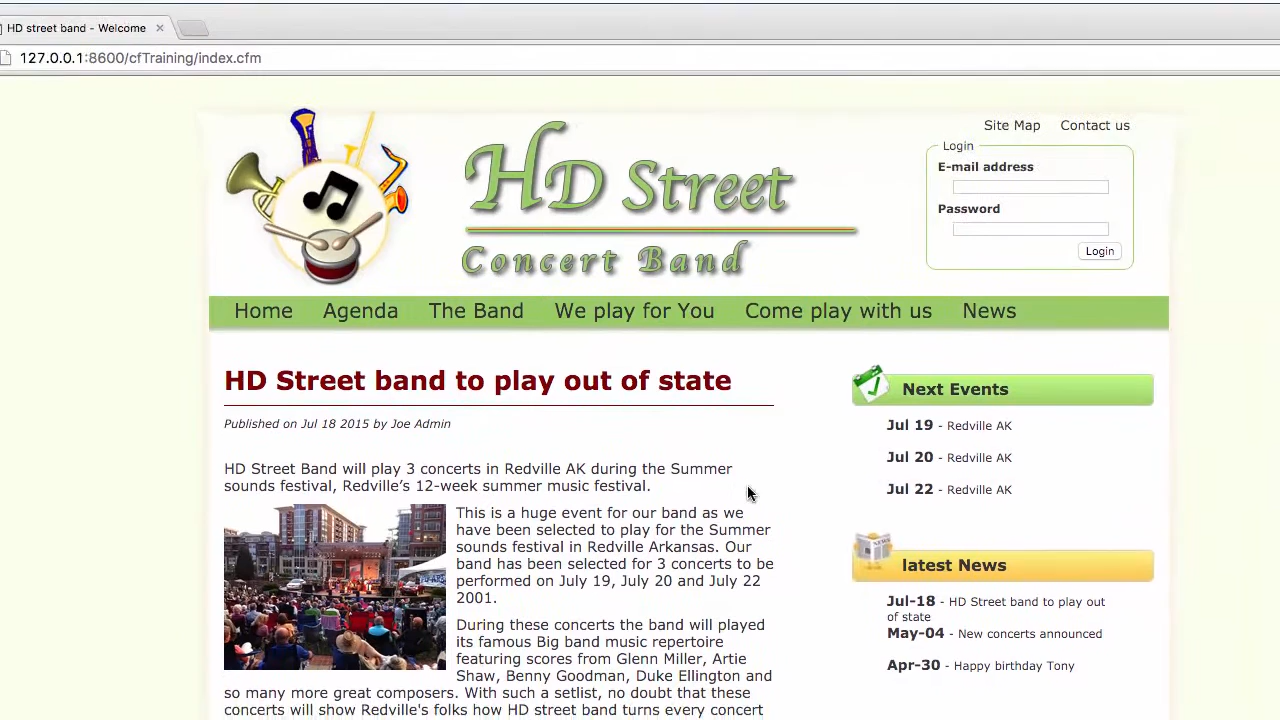 HD street band - Welcome
127.0.0.1:8600/cfTraining/index.cfm
Site Map Contact us
HD Street
Concert Band
Login
E-mail address
Password
Login
Home Agenda The Band We play for You Come play with us News
HD Street band to play out of state
Published on Jul 18 2015 by Joe Admin
HD Street Band will play 3 concerts in Redville AK during the Summer
sounds festival, Redville’s 12-week summer music festival.
This is a huge event for our band as we
have been selected to play for the Summer
sounds festival in Redville Arkansas. Our
band has been selected for 3 concerts to be
performed on July 19, July 20 and July 22
2001.
During these concerts the band will played
its famous Big band music repertoire
featuring scores from Glenn Miller, Artie
Shaw, Benny Goodman, Duke Ellington and
so many more great composers. With such a setlist, no doubt that these
concerts will show Redville's folks how HD street band turns every concert
Next Events
Jul 19 - Redville AK
Jul 20 - Redville AK
Jul 22 - Redville AK
NEWS
latest News
Jul-18 - HD Street band to play out
of state
May-04 - New concerts announced
Apr-30 - Happy birthday Tony